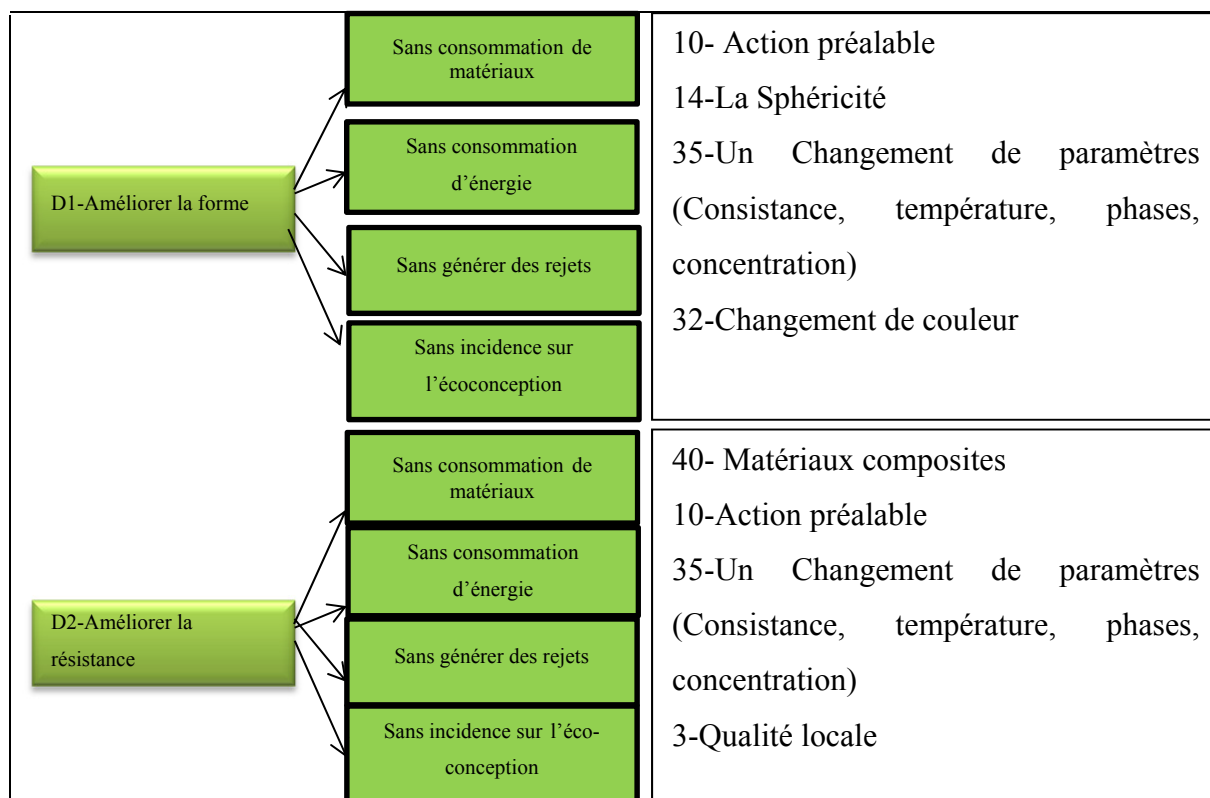 D1-Améliorer la forme
Sans consommation de
matériaux
Sans consommation
d’énergie
Sans générer des rejets
Sans incidence sur
l’écoconception
10- Action préalable
14-La Sphéricité
35-Un Changement de paramètres
(Consistance, température, phases,
concentration)
32-Changement de couleur
D2-Améliorer la
résistance
Sans consommation de
matériaux
Sans consommation
d’énergie
Sans générer des rejets
Sans incidence sur l’éco-
conception
40- Matériaux composites
10-Action préalable
35-Un Changement de paramètres
(Consistance, température, phases,
concentration)
3-Qualité locale